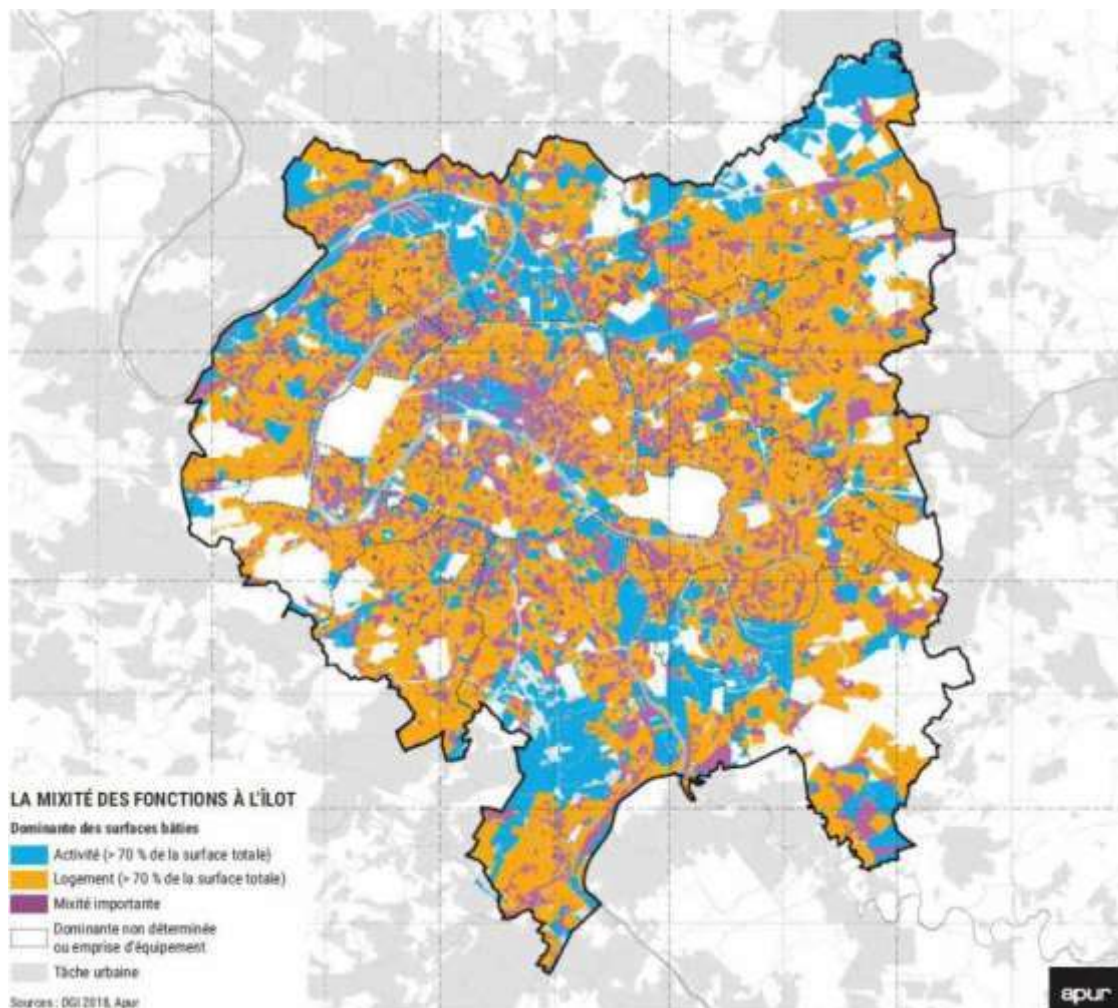 LA MIXITÉ DES FONCTIONS À L'ÎLOT
Dominante des surfaces bâties
Activité (> 70 % de la surface totale)
Logement (> 70 % de la surface totale)
Mixité importante
Dominante non déterminée
ou emprise d'équipement
Tâche urbaine
Sources : DGI 2018, Apur
apur